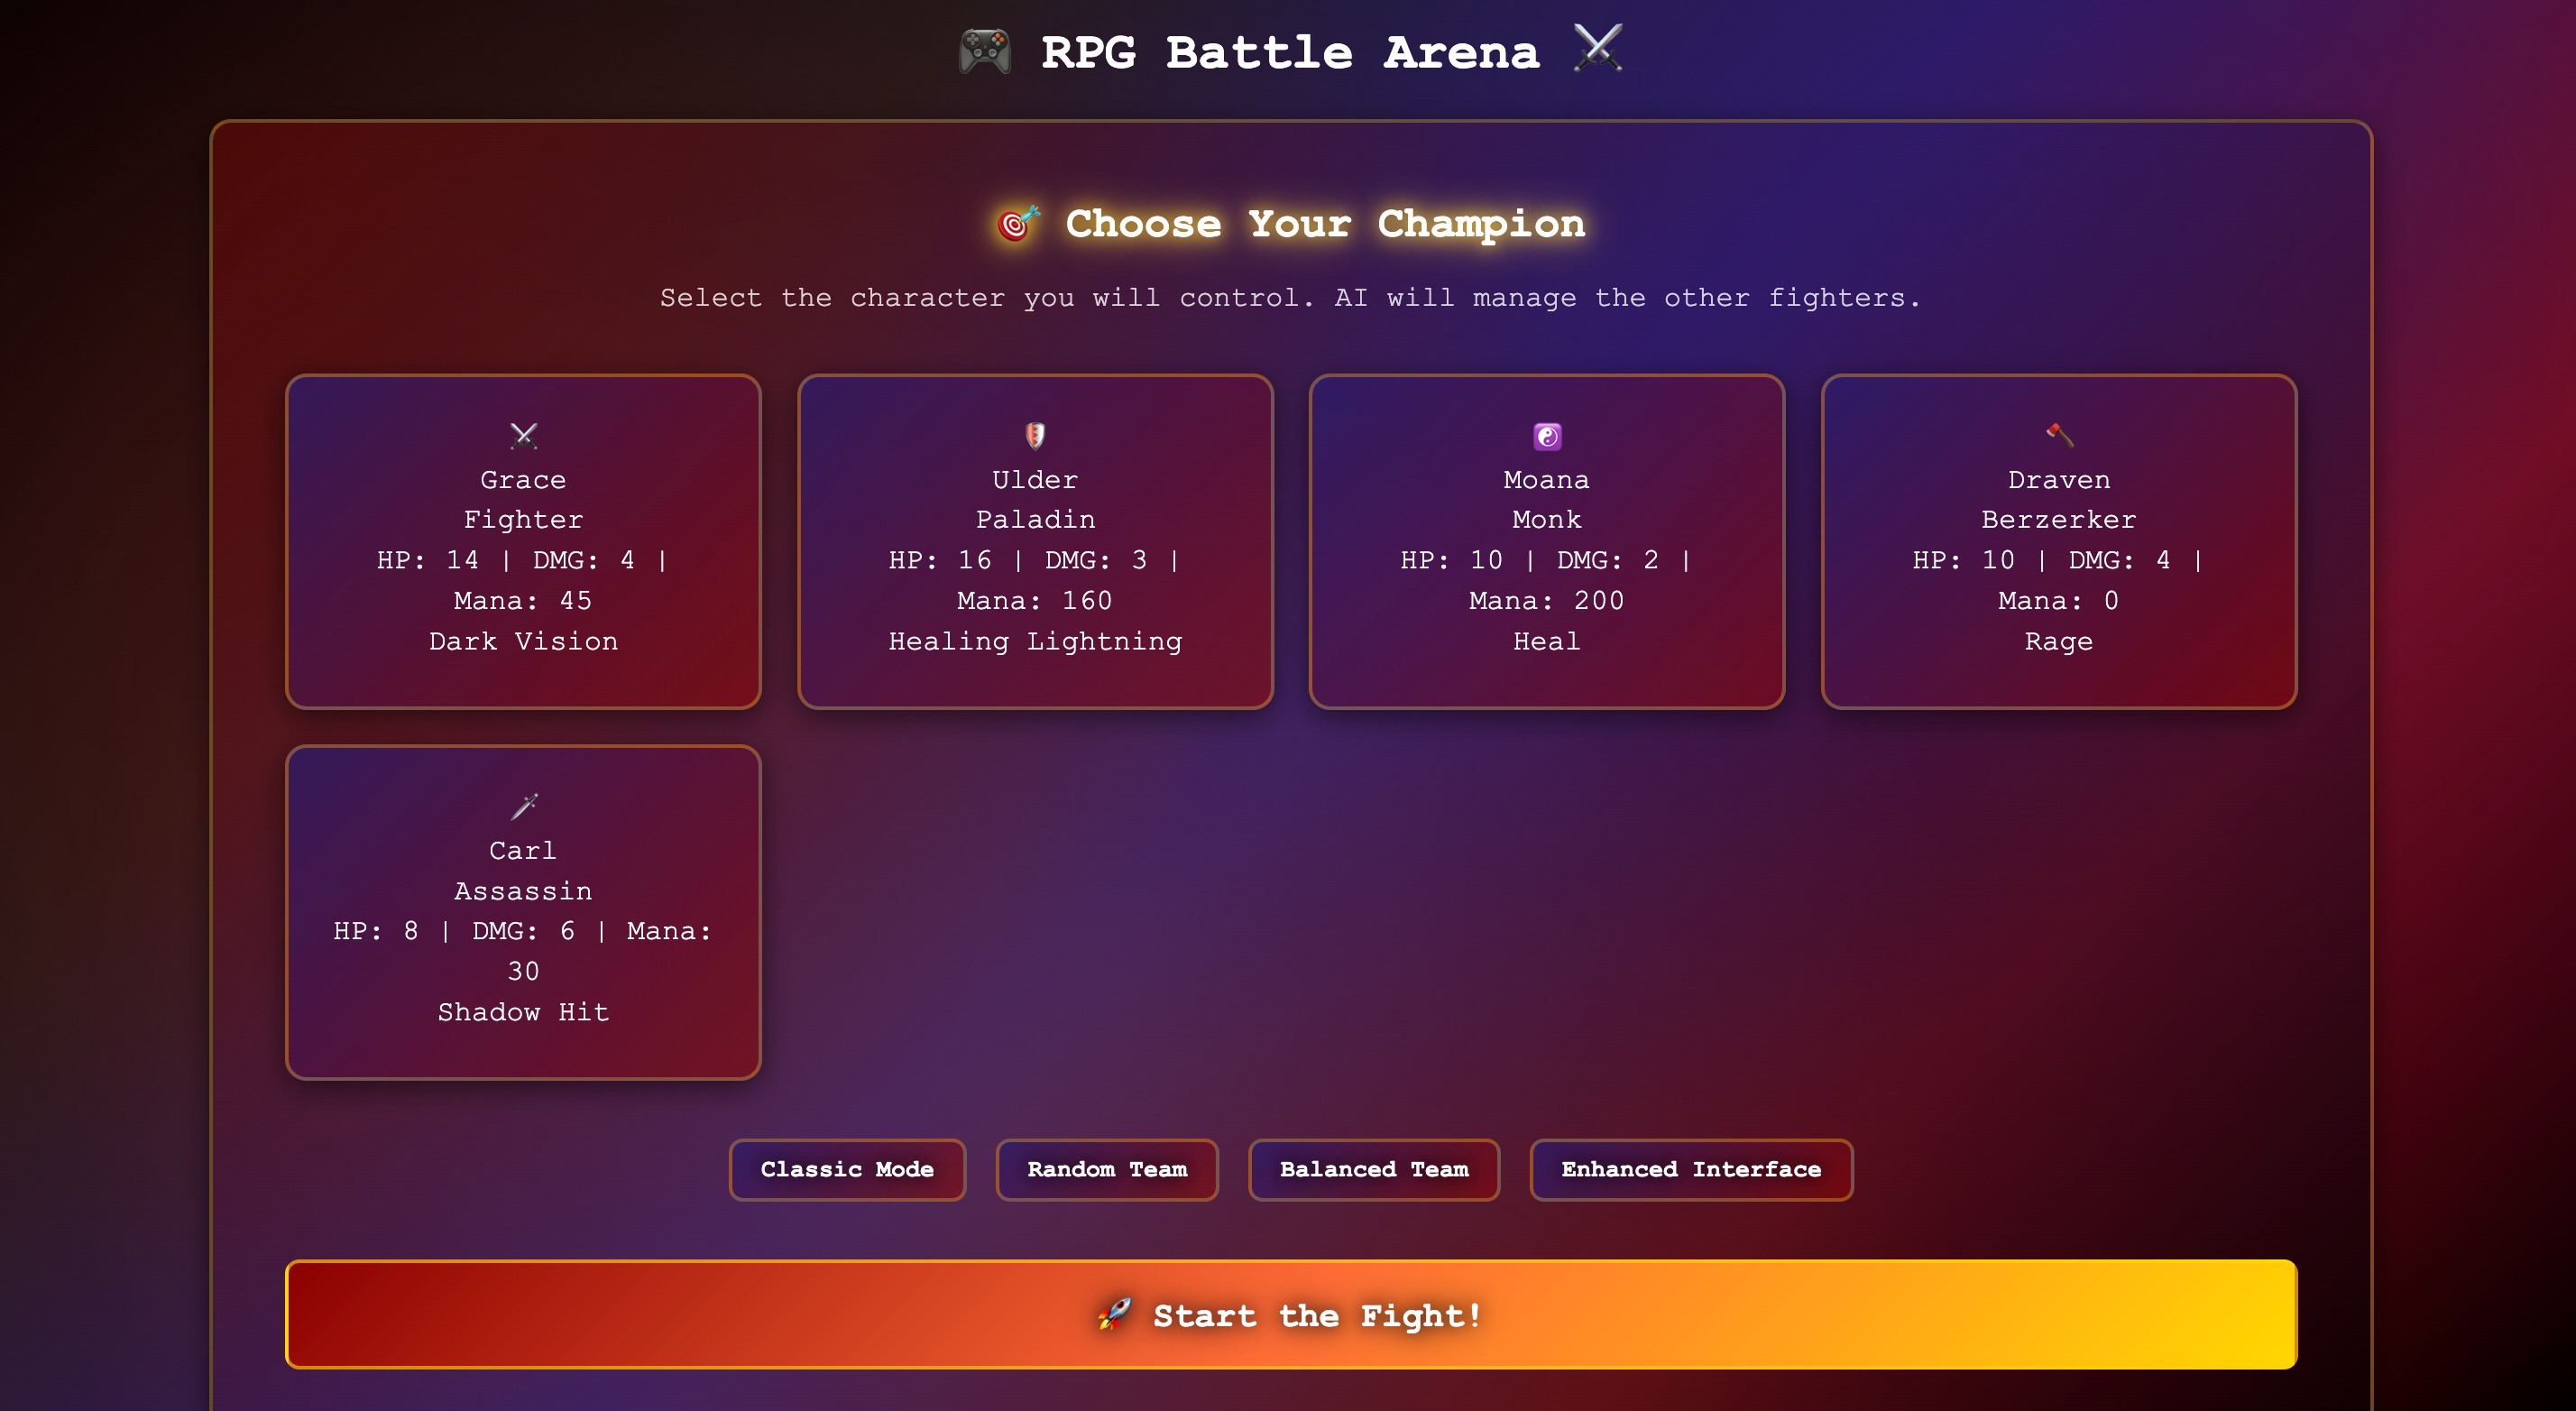 RPG Battle Arena
Choose Your Champion
Select the character you will control. AI will manage the other fighters.
Grace
Fighter
HP: 14 | DMG: 4 |
Mana: 45
Dark Vision
Ulder
Paladin
HP: 16 | DMG: 3 |
Mana: 160
Healing Lightning
Moana
Monk
HP: 10 | DMG: 2 |
Mana: 200
Heal
Draven
Berzerker
HP: 10 | DMG: 4 |
Mana: 0
Rage
Carl
Assassin
HP: 8 | DMG: 6 | Mana:
30
Shadow Hit
Classic Mode
Random Team
Balanced Team
Enhanced Interface
Start the Fight!